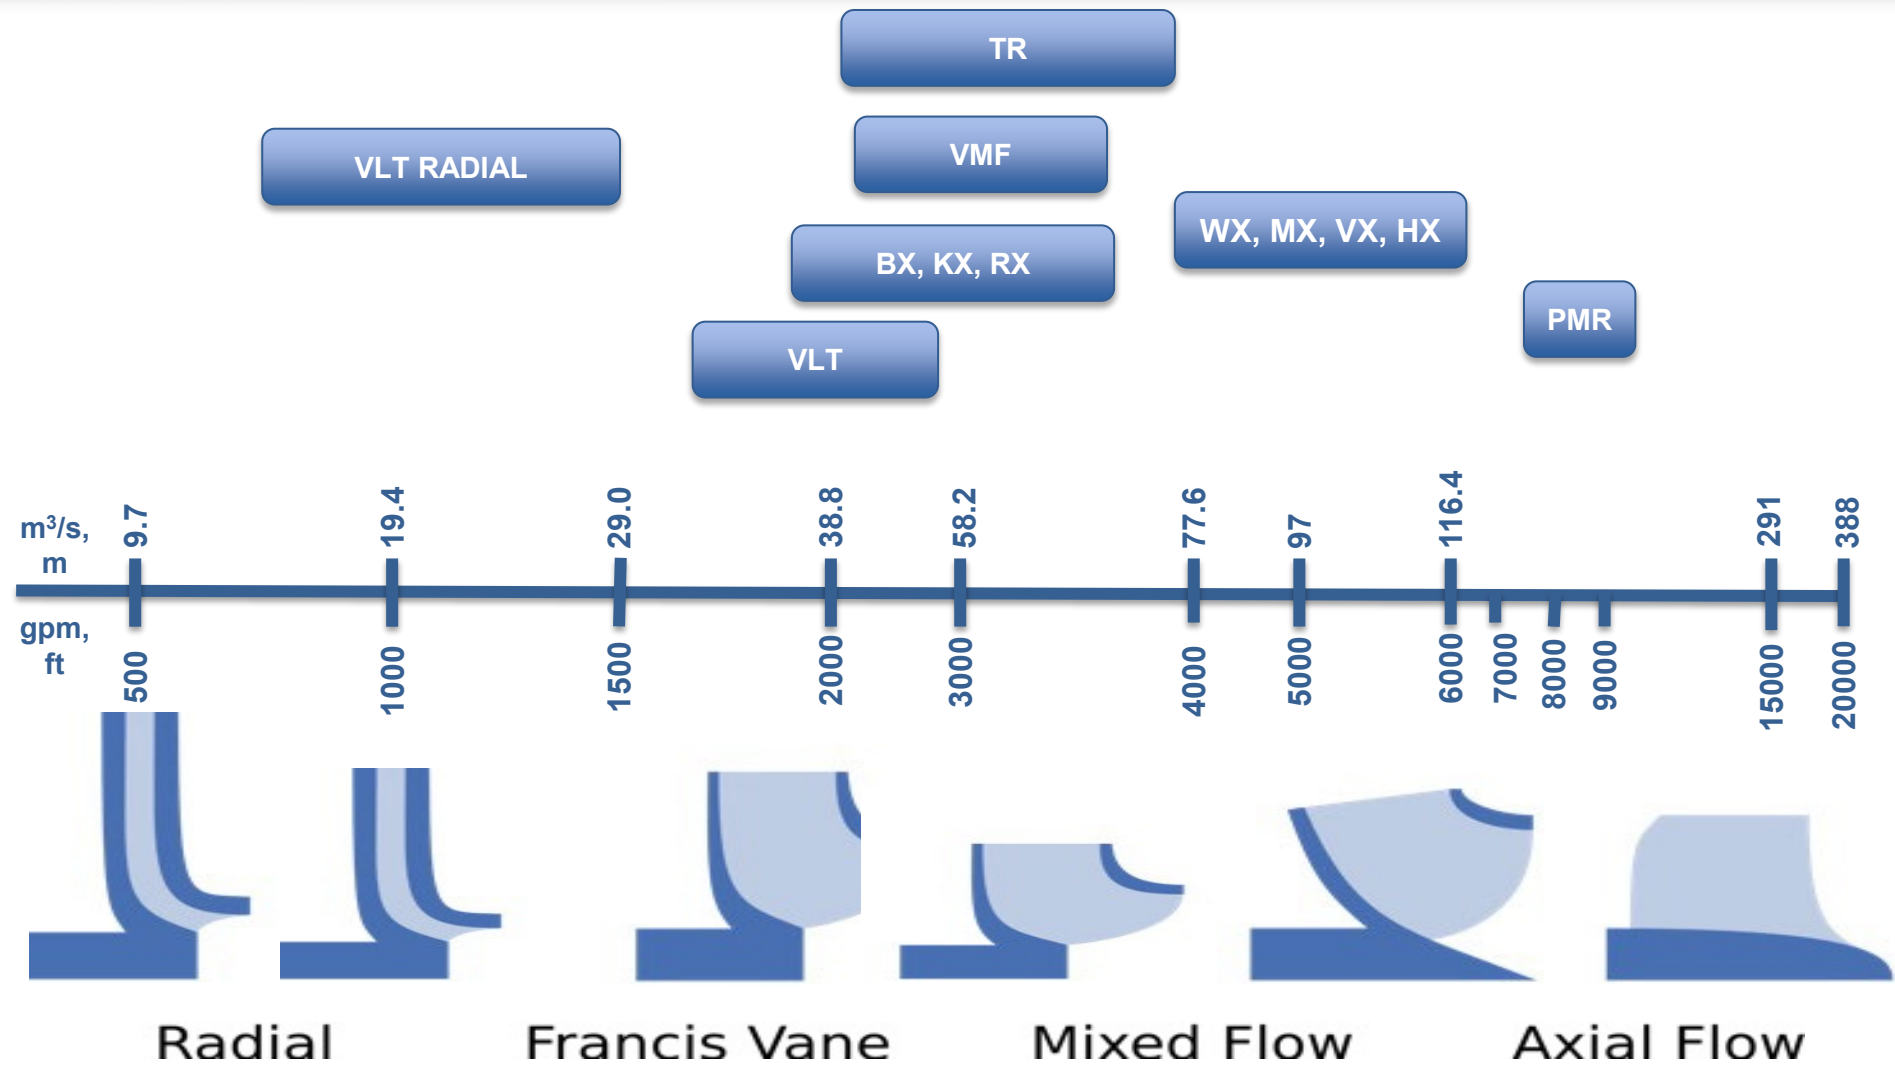 TR
VMF
VLT RADIAL
WX, MX, VX, HX
BX, KX, RX
PMR
VLT
m³/s,
m
9.7
19.4
29.0
38.8
58.2
77.6
97
116.4
291
388
gpm,
ft
500
1000
1500
2000
3000
4000
5000
6000
7000
8000
9000
15000
20000
Radial
Francis Vane
Mixed Flow
Axial Flow